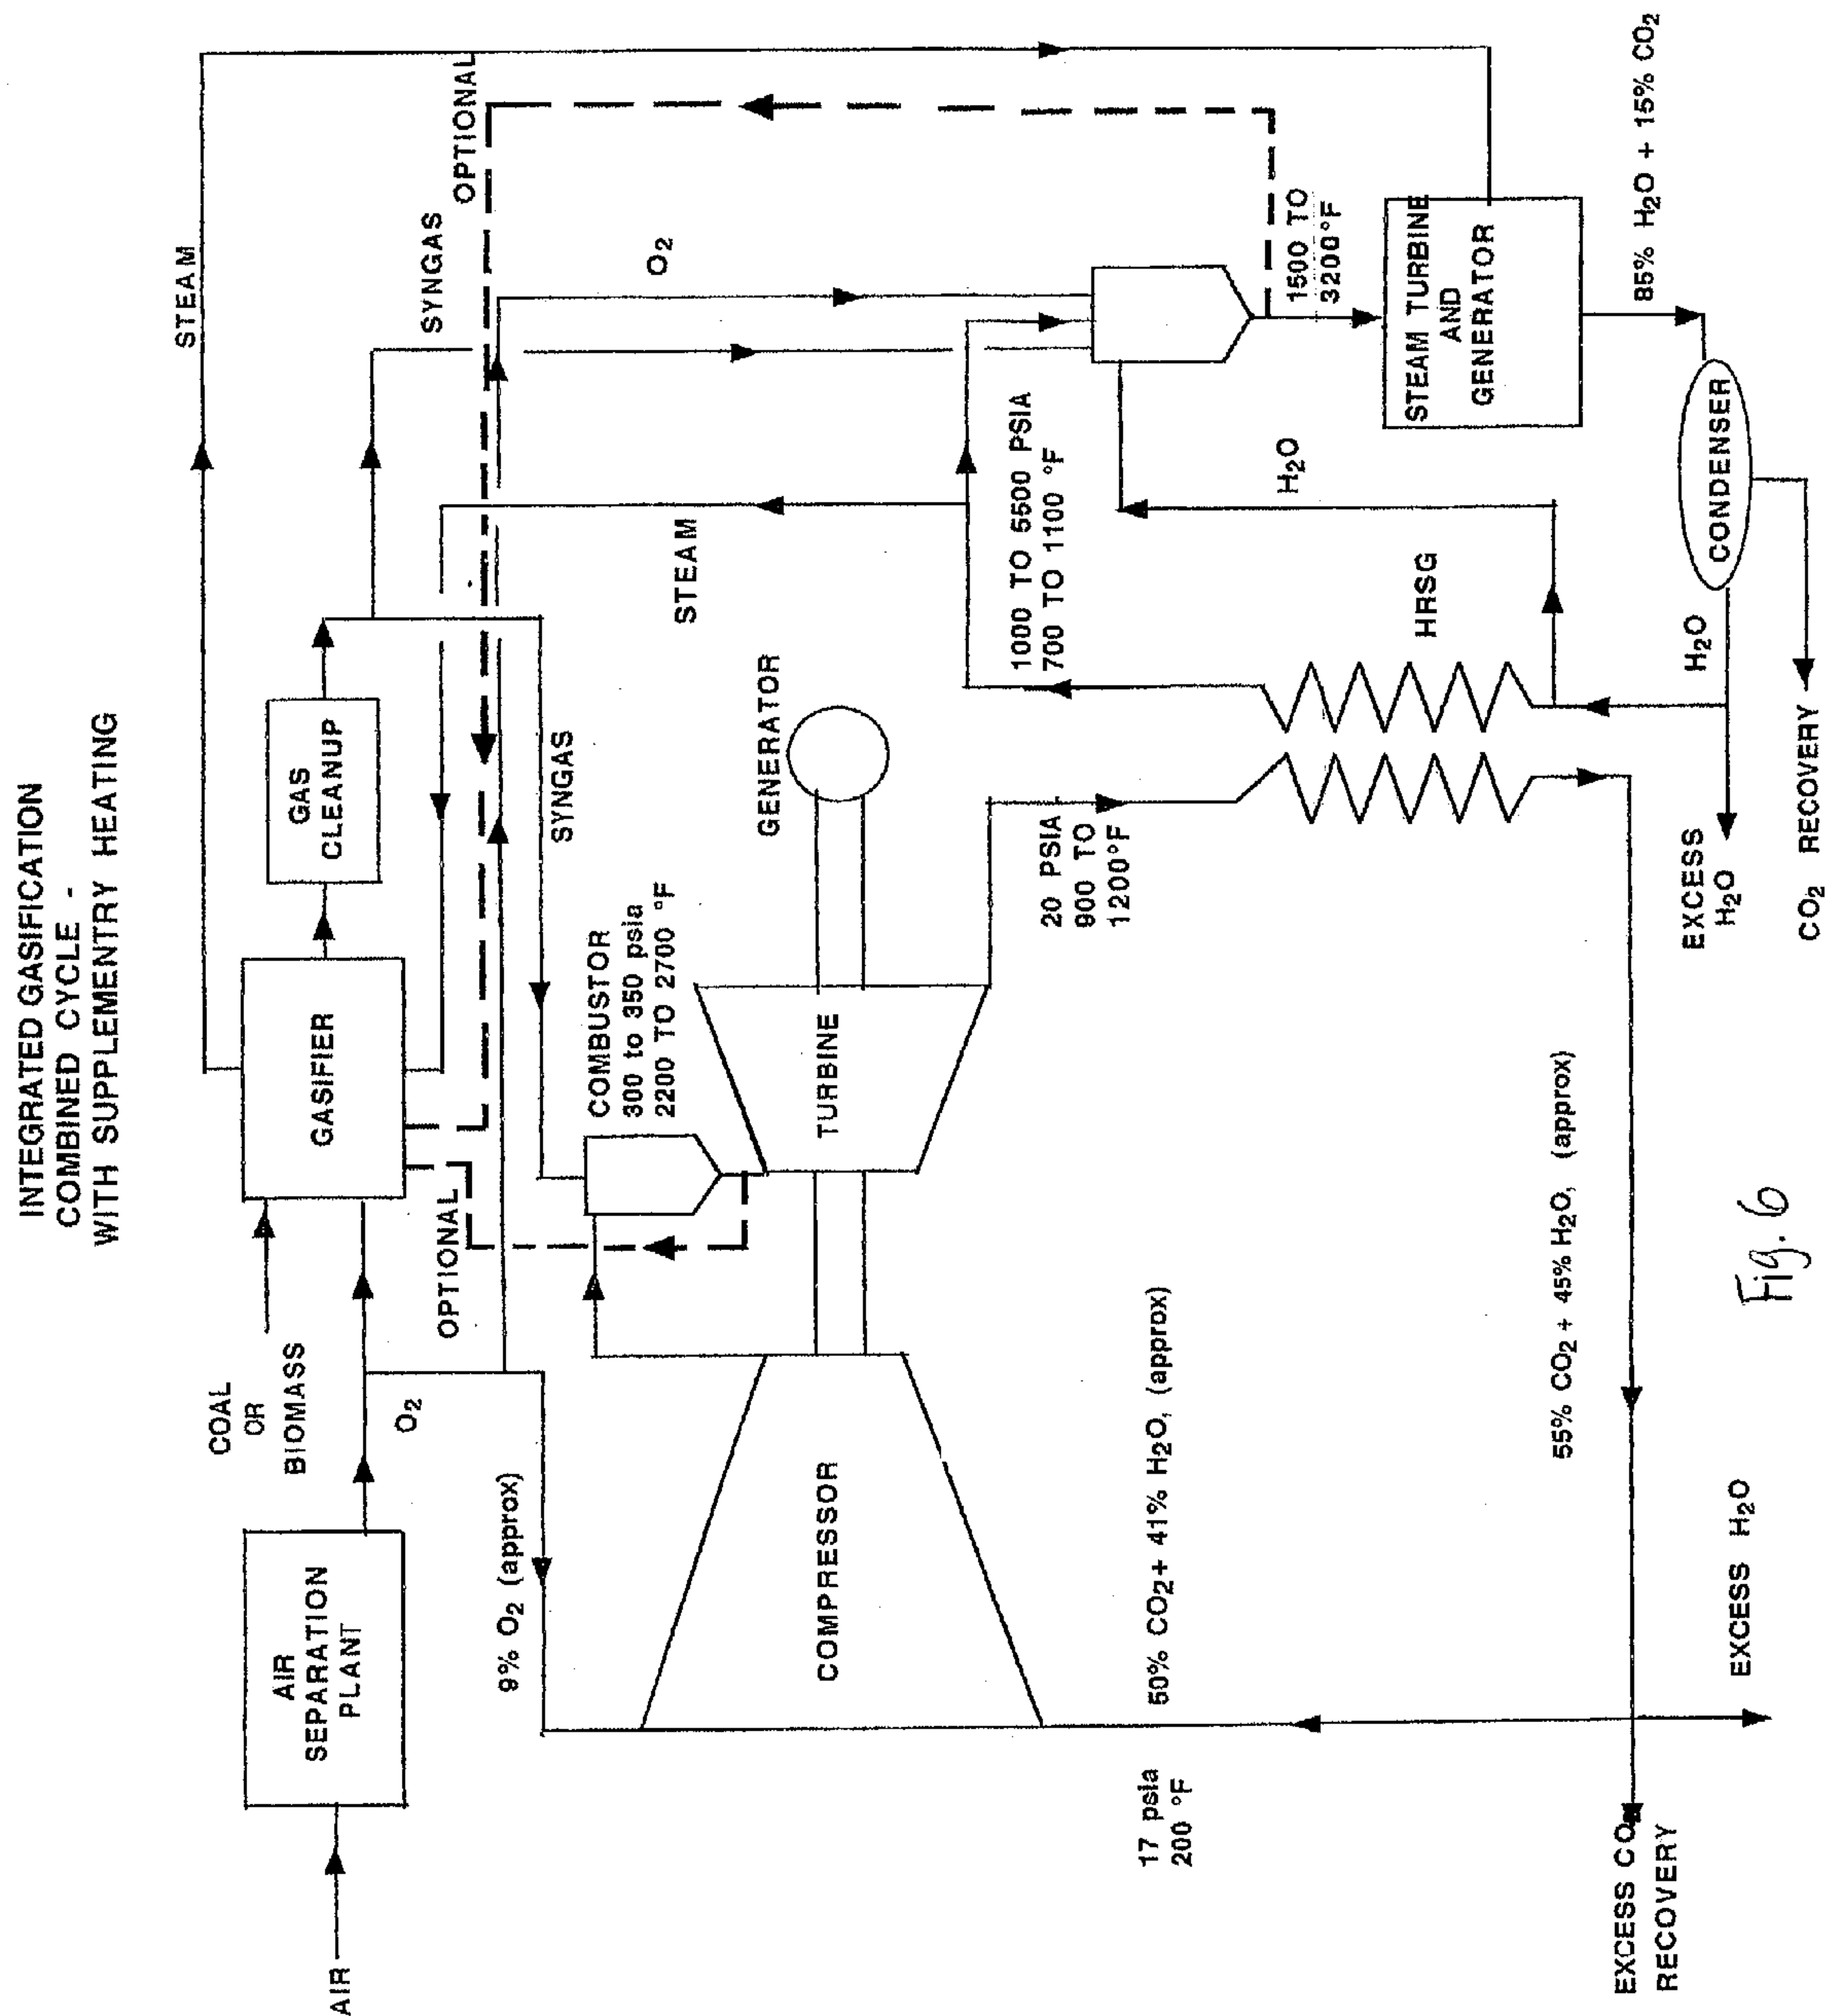 INTEGRATED GASIFICATION
COMBINED CYCLE -
WITH SUPPLEMENTRY HEATING
AIR
AIR
SEPARATION
PLANT
O₂
COAL
OR
BIOMASS
GASIFIER
GAS
CLEANUP
STEAM
SYNGAS
OPTIONAL
OPTIONAL
9% O₂ (approx)
SYNGAS
O₂
STEAM
COMBUSTOR
300 to 350 psia
2200 TO 2700 °F
COMPRESSOR
TURBINE
GENERATOR
20 PSIA
900 TO
1200°F
1000 TO 5500 PSIA
700 TO 1100 °F
H₂O
HRSG
1500 TO
3200°F
STEAM TURBINE
AND
GENERATOR
85% H₂O + 15% CO₂
CONDENSER
H₂O
EXCESS
H₂O
CO₂ RECOVERY
17 psia
200 °F
50% CO₂+ 41% H₂O, (approx)
55% CO₂ + 45% H₂O, (approx)
EXCESS CO₂
RECOVERY
EXCESS H₂O
Fig. 6